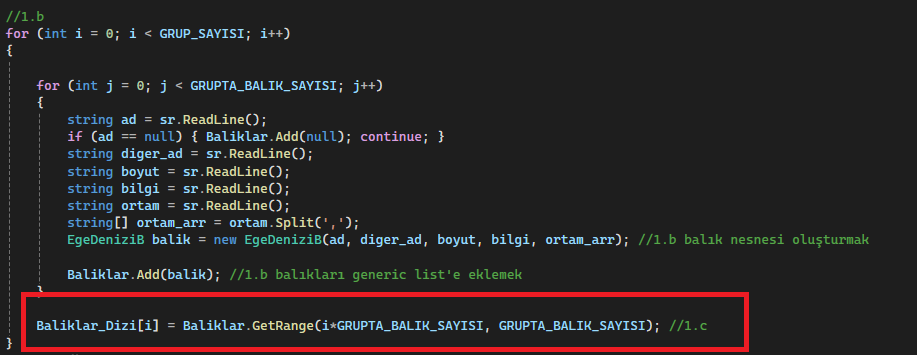 //1.b
for (int i = 0; i < GRUP_SAYISI; i++)
{
for (int j = 0; j < GRUPTA_BALIK_SAYISI; j++)
{
string ad = sr.ReadLine();
if (ad == null) { Baliklar.Add(null); continue; }
string diger_ad = sr.ReadLine();
string boyut = sr.ReadLine();
string bilgi = sr.ReadLine();
string ortam = sr.ReadLine();
string[] ortam_arr = ortam.Split(',');
EgeDeniziB balik = new EgeDeniziB(ad, diger_ad, boyut, bilgi, ortam_arr); //1.b balık nesnesi oluşturmak
Baliklar.Add(balik); //1.b balıkları generic list'e eklemek
}
Baliklar_Dizi[i] = Baliklar.GetRange(i*GRUPTA_BALIK_SAYISI, GRUPTA_BALIK_SAYISI); //1.c
}